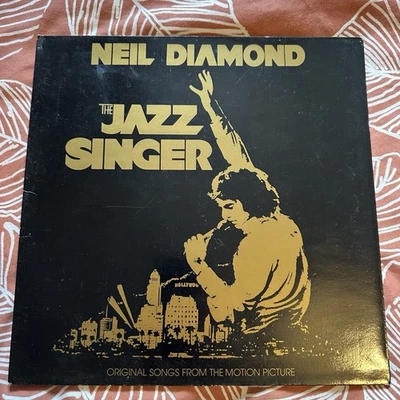 NEIL DIAMOND
THE JAZZ
SINGER
HOLLYWOOD
ORIGINAL SONGS FROM THE MOTION PICTURE